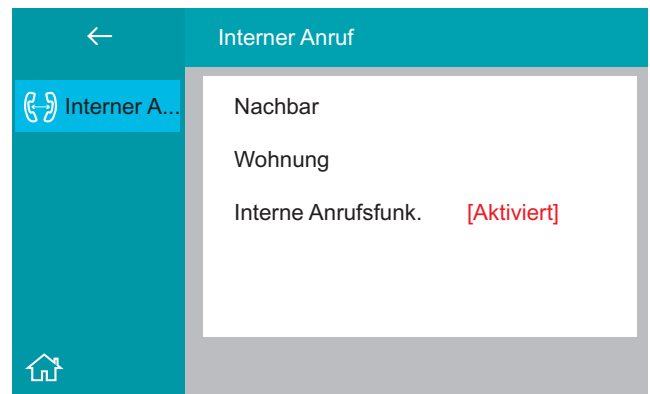 Interner Anruf
Interner A...
Nachbar
Wohnung
Interne Anrufsfunk. [Aktiviert]